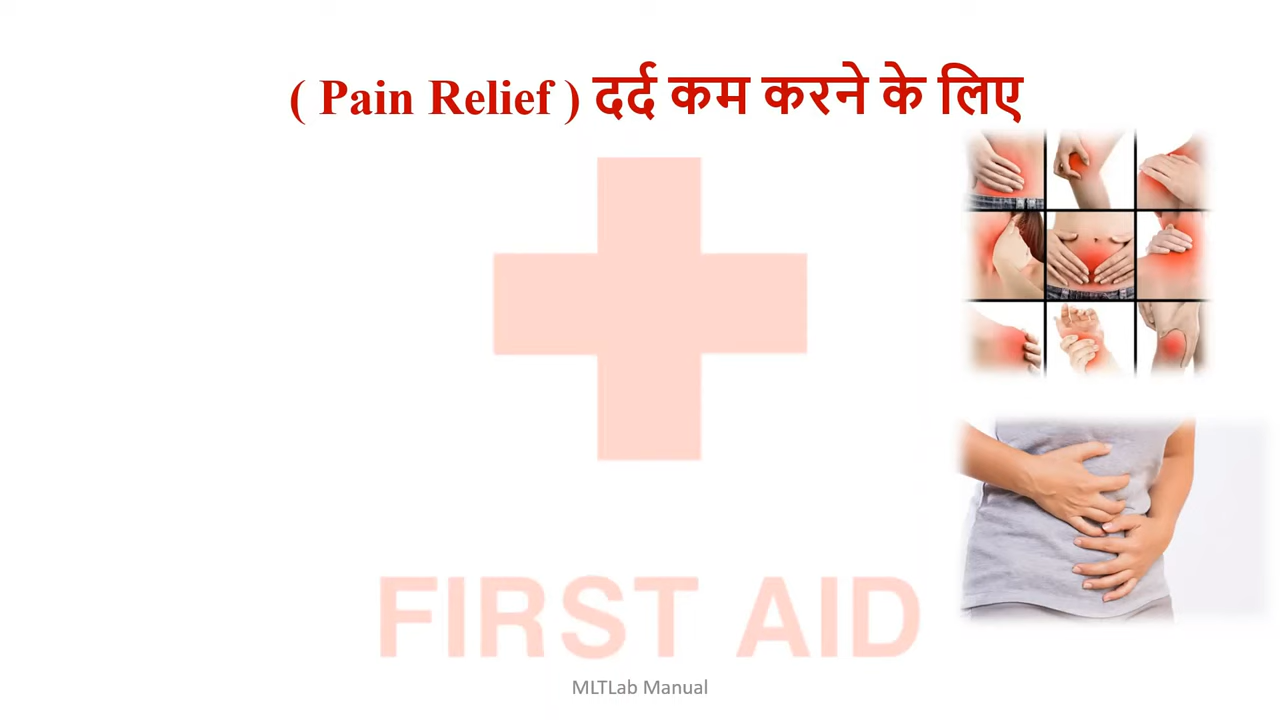 ( Pain Relief ) दर्द कम करने के लिए
FIRST AID
MLTLab Manual